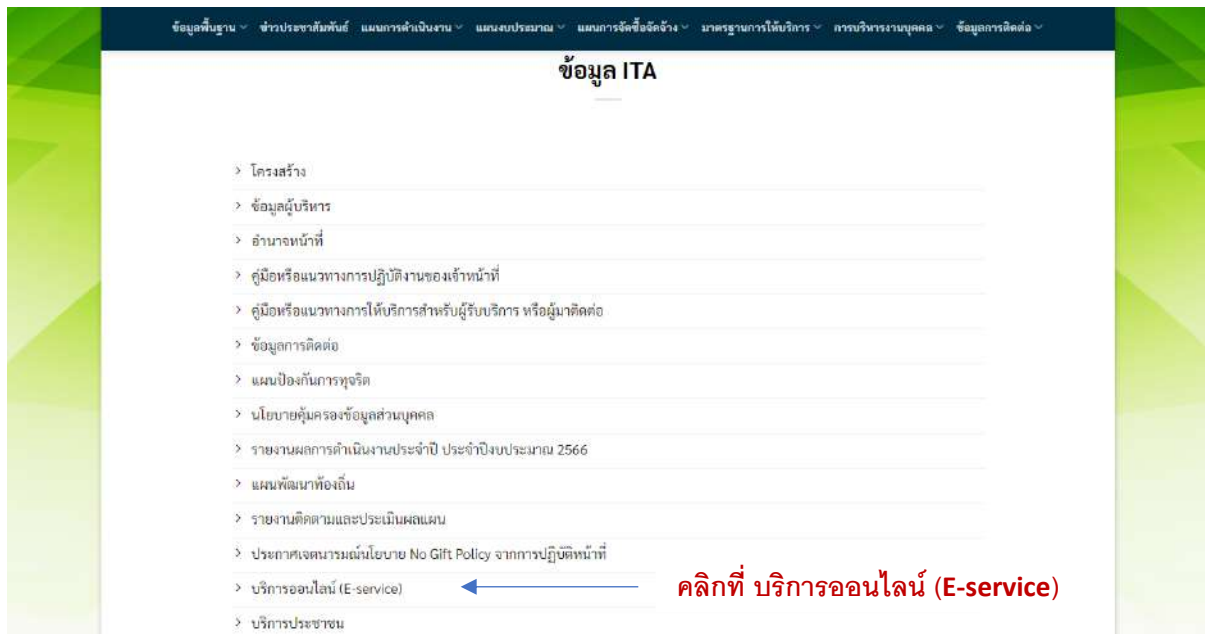 ข้อมูลพื้นฐาน ข่าวประชาสัมพันธ์ แผนการดำเนินงาน แผนงบประมาณ แผนการจัดซื้อจัดจ้าง มาตรฐานการให้บริการ การบริหารงานบุคคล ข้อมูลการติดต่อ
ข้อมูล ITA
โครงสร้าง
ข้อมูลผู้บริหาร
อำนาจหน้าที่
คู่มือหรือแนวทางการปฏิบัติงานของเจ้าหน้าที่
คู่มือหรือแนวทางการให้บริการสำหรับผู้รับบริการ หรือผู้มาติดต่อ
ข้อมูลการติดต่อ
แผนป้องกันการทุจริต
นโยบายคุ้มครองข้อมูลส่วนบุคคล
รายงานผลการดำเนินงานประจำปี ประจำปีงบประมาณ 2566
แผนพัฒนาท้องถิ่น
รายงานติดตามและประเมินผลแผน
ประกาศเจตนารมณ์นโยบาย No Gift Policy จากการปฏิบัติหน้าที่
บริการออนไลน์ (E-service) คลิกที่ บริการออนไลน์ (E-service)
บริการประชาชน